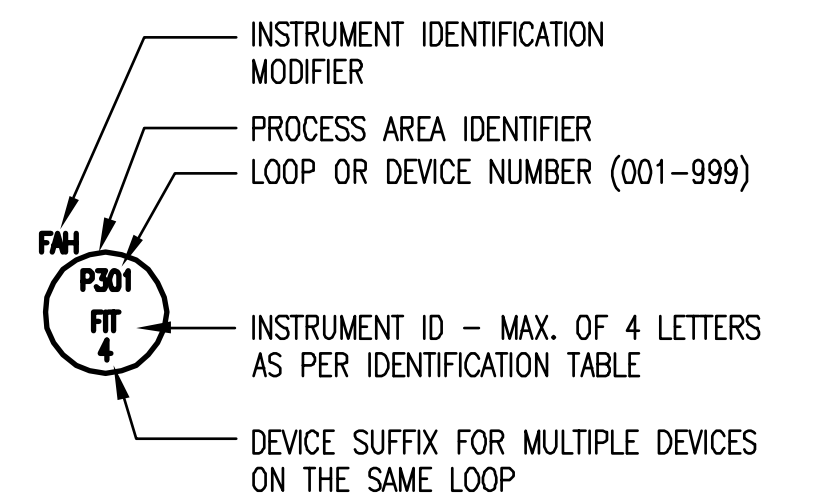 INSTRUMENT IDENTIFICATION
MODIFIER
PROCESS AREA IDENTIFIER
LOOP OR DEVICE NUMBER (001-999)
FAH
P301
FIT
4
INSTRUMENT ID - MAX. OF 4 LETTERS
AS PER IDENTIFICATION TABLE
DEVICE SUFFIX FOR MULTIPLE DEVICES
ON THE SAME LOOP